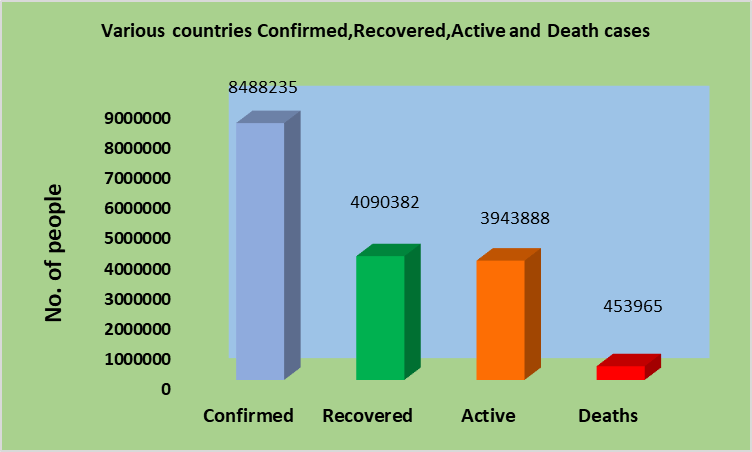 Various countries Confirmed,Recovered,Active and Death cases
8488235
9000000
8000000
7000000
6000000
5000000
4000000
3000000
2000000
1000000
0
No. of people
4090382
3943888
453965
Confirmed
Recovered
Active
Deaths